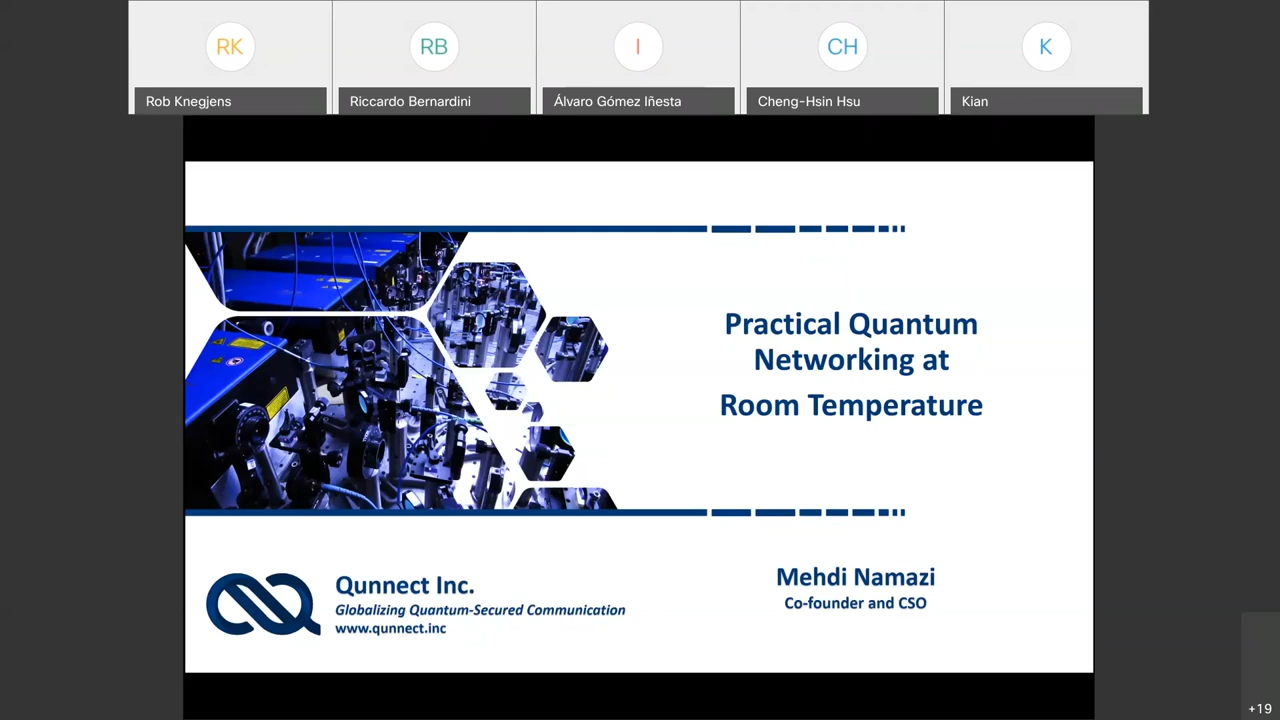 RK
RB
I
CH
K
Rob Knegjens
Riccardo Bernardini
Álvaro Gómez Iñesta
Cheng-Hsin Hsu
Kian
Practical Quantum
Networking at
Room Temperature
Qunnect Inc.
Globalizing Quantum-Secured Communication
www.qunnect.inc
Mehdi Namazi
Co-founder and CSO
+19